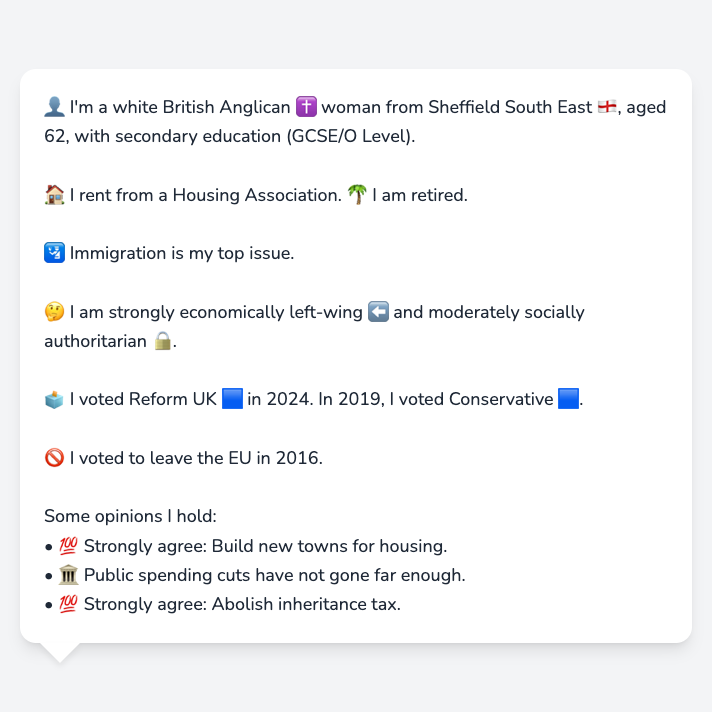 👤 I'm a white British Anglican ✝️ woman from Sheffield South East 🏴󠁧󠁢󠁥󠁮󠁧󠁿, aged
62, with secondary education (GCSE/O Level).
🏠 I rent from a Housing Association. 🌴 I am retired.
🛂 Immigration is my top issue.
🤔 I am strongly economically left-wing ⬅️ and moderately socially
authoritarian 🔒.
🗳️ I voted Reform UK 🟦 in 2024. In 2019, I voted Conservative 🟦.
🚫 I voted to leave the EU in 2016.
Some opinions I hold:
• 💯 Strongly agree: Build new towns for housing.
• 🏛️ Public spending cuts have not gone far enough.
• 💯 Strongly agree: Abolish inheritance tax.